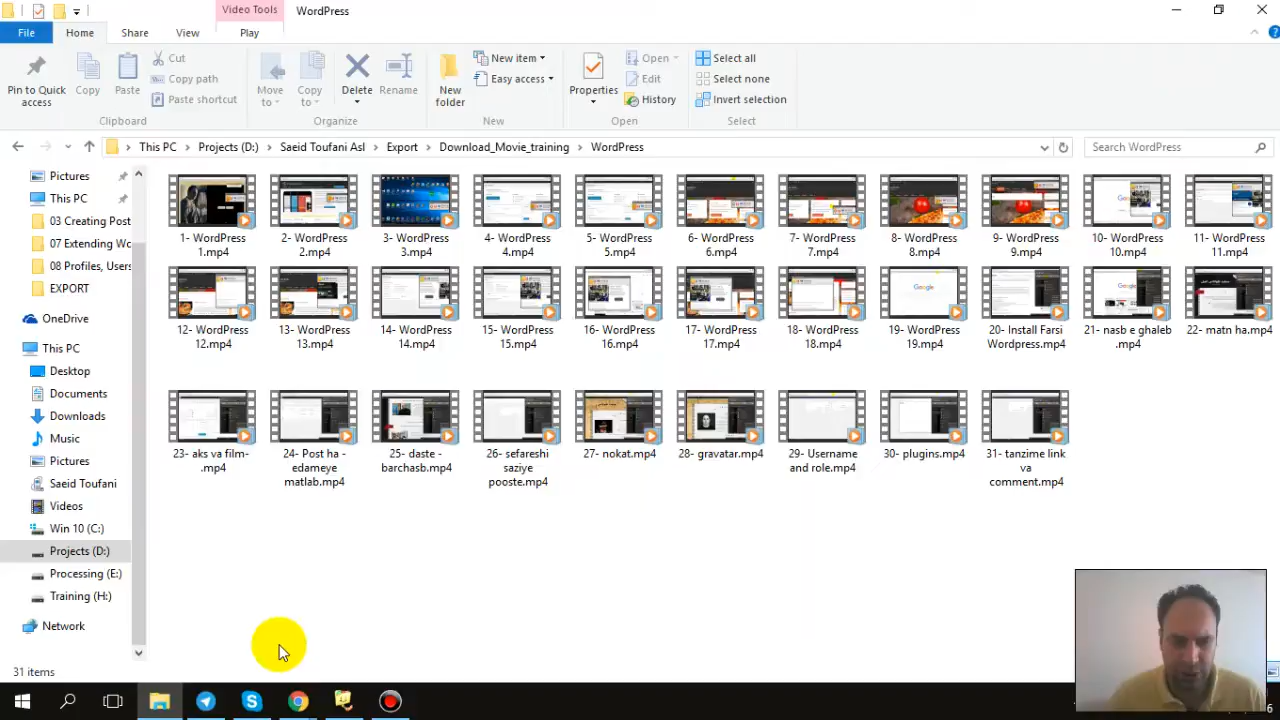 Video Tools
WordPress
File
Home
Share
View
Play
Pin to Quick access
Copy
Paste
Cut
Copy path
Paste shortcut
Clipboard
Move to
Copy to
Delete
Rename
Organize
New folder
New item
Easy access
New
Properties
Open
Edit
History
Open
Select all
Select none
Invert selection
Select
This PC
Projects (D:)
Saeid Toufani Asl
Export
Download_Movie_training
WordPress
Search WordPress
Pictures
This PC
03 Creating Post
07 Extending Wo
08 Profiles, Users
EXPORT
OneDrive
This PC
Desktop
Documents
Downloads
Music
Pictures
Saeid Toufani
Videos
Win 10 (C:)
Projects (D:)
Processing (E:)
Training (H:)
Network
1- WordPress 1.mp4
2- WordPress 2.mp4
3- WordPress 3.mp4
4- WordPress 4.mp4
5- WordPress 5.mp4
6- WordPress 6.mp4
7- WordPress 7.mp4
8- WordPress 8.mp4
9- WordPress 9.mp4
10- WordPress 10.mp4
11- WordPress 11.mp4
12- WordPress 12.mp4
13- WordPress 13.mp4
14- WordPress 14.mp4
15- WordPress 15.mp4
16- WordPress 16.mp4
17- WordPress 17.mp4
18- WordPress 18.mp4
Google
19- WordPress 19.mp4
20- Install Farsi Wordpress.mp4
21- nasb e ghaleb .mp4
22- matn ha.mp4
23- aks va film- .mp4
24- Post ha - edameye matlab.mp4
25- daste - barchasb.mp4
26- sefareshi saziye pooste.mp4
27- nokat.mp4
28- gravatar.mp4
29- Username and role.mp4
30- plugins.mp4
31- tanzime link va comment.mp4
31 items